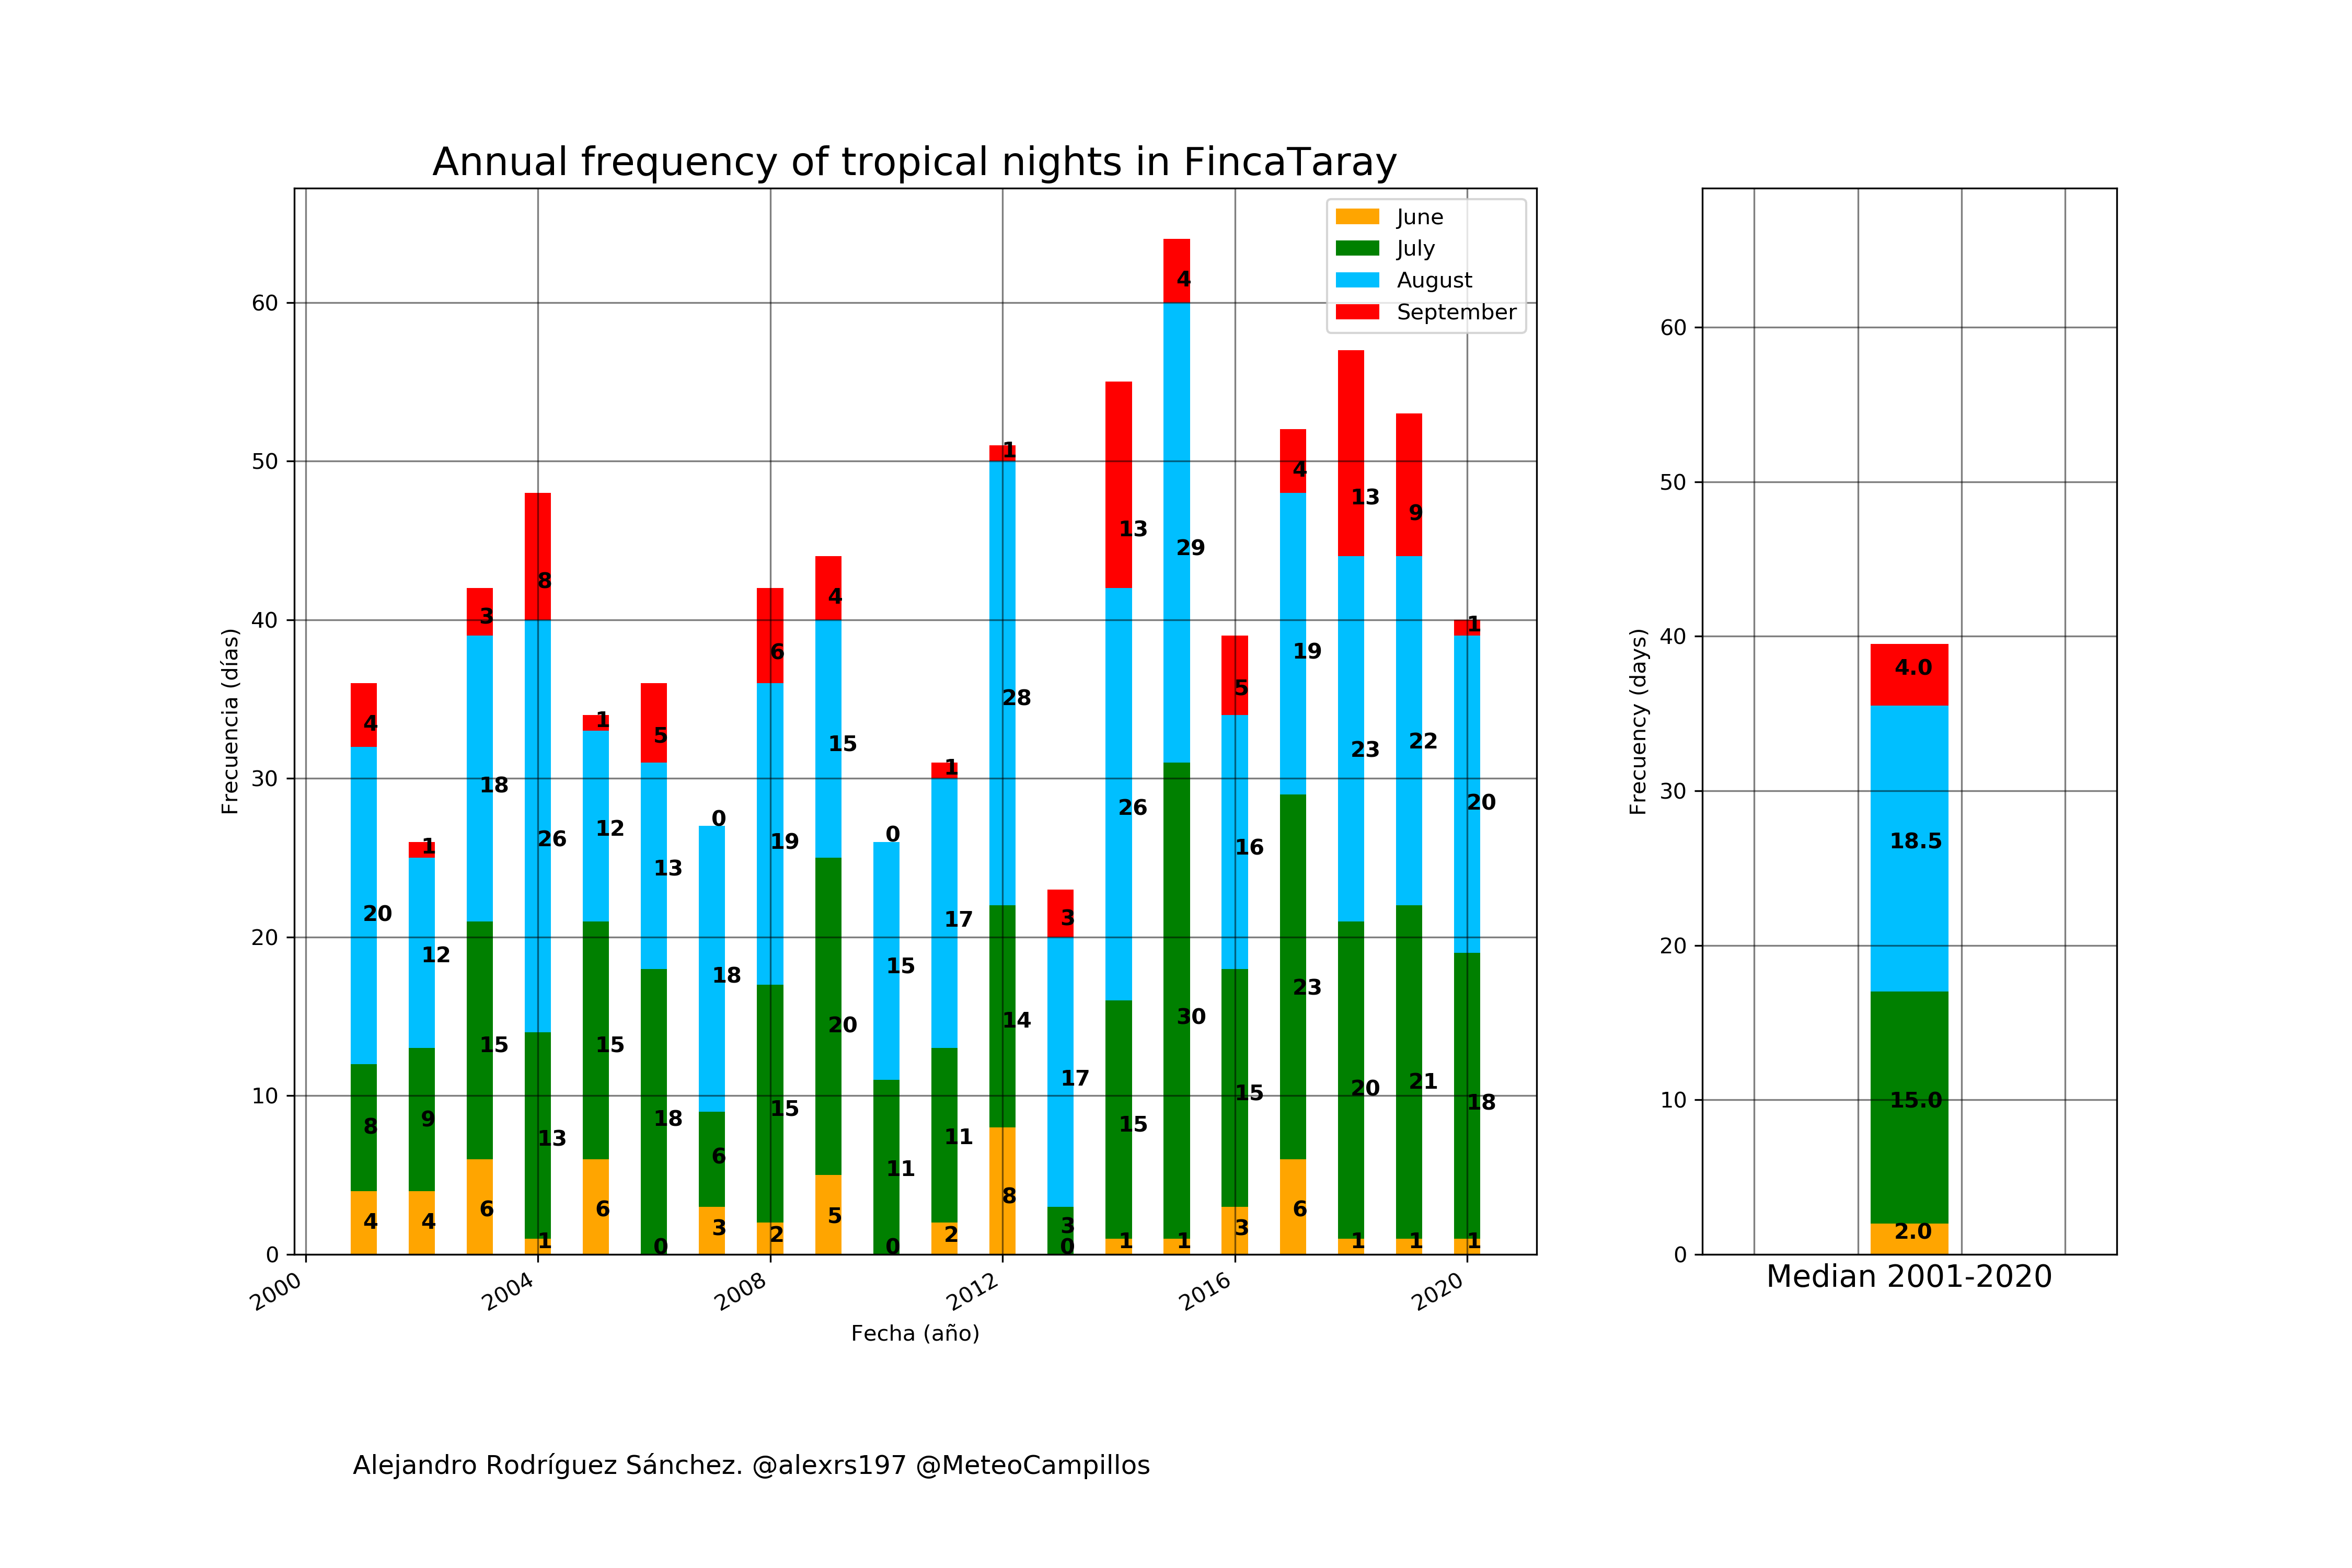 Annual frequency of tropical nights in FincaTaray
June
July
August
September
Frecuencia (días)
60
50
40
30
20
10
0
4 8 20 4
4 9 12 1
6 15 18 3
1 13 26 8
6 15 12 1
0 18 13 5
3 6 18 0
2 15 19 6
5 20 15 4
0 11 15 0
2 11 17 1
8 14 28 1
0 3 17 3
1 15 26 13
1 30 29 4
3 15 16 5
6 23 19 4
1 20 23 13
1 21 22 9
1 18 20 1
2000 2004 2008 2012 2016 2020
Fecha (año)
Frecuency (days)
60
50
40
30
20
10
0
4.0
18.5
15.0
2.0
Median 2001-2020
Alejandro Rodríguez Sánchez. @alexrs197 @MeteoCampillos